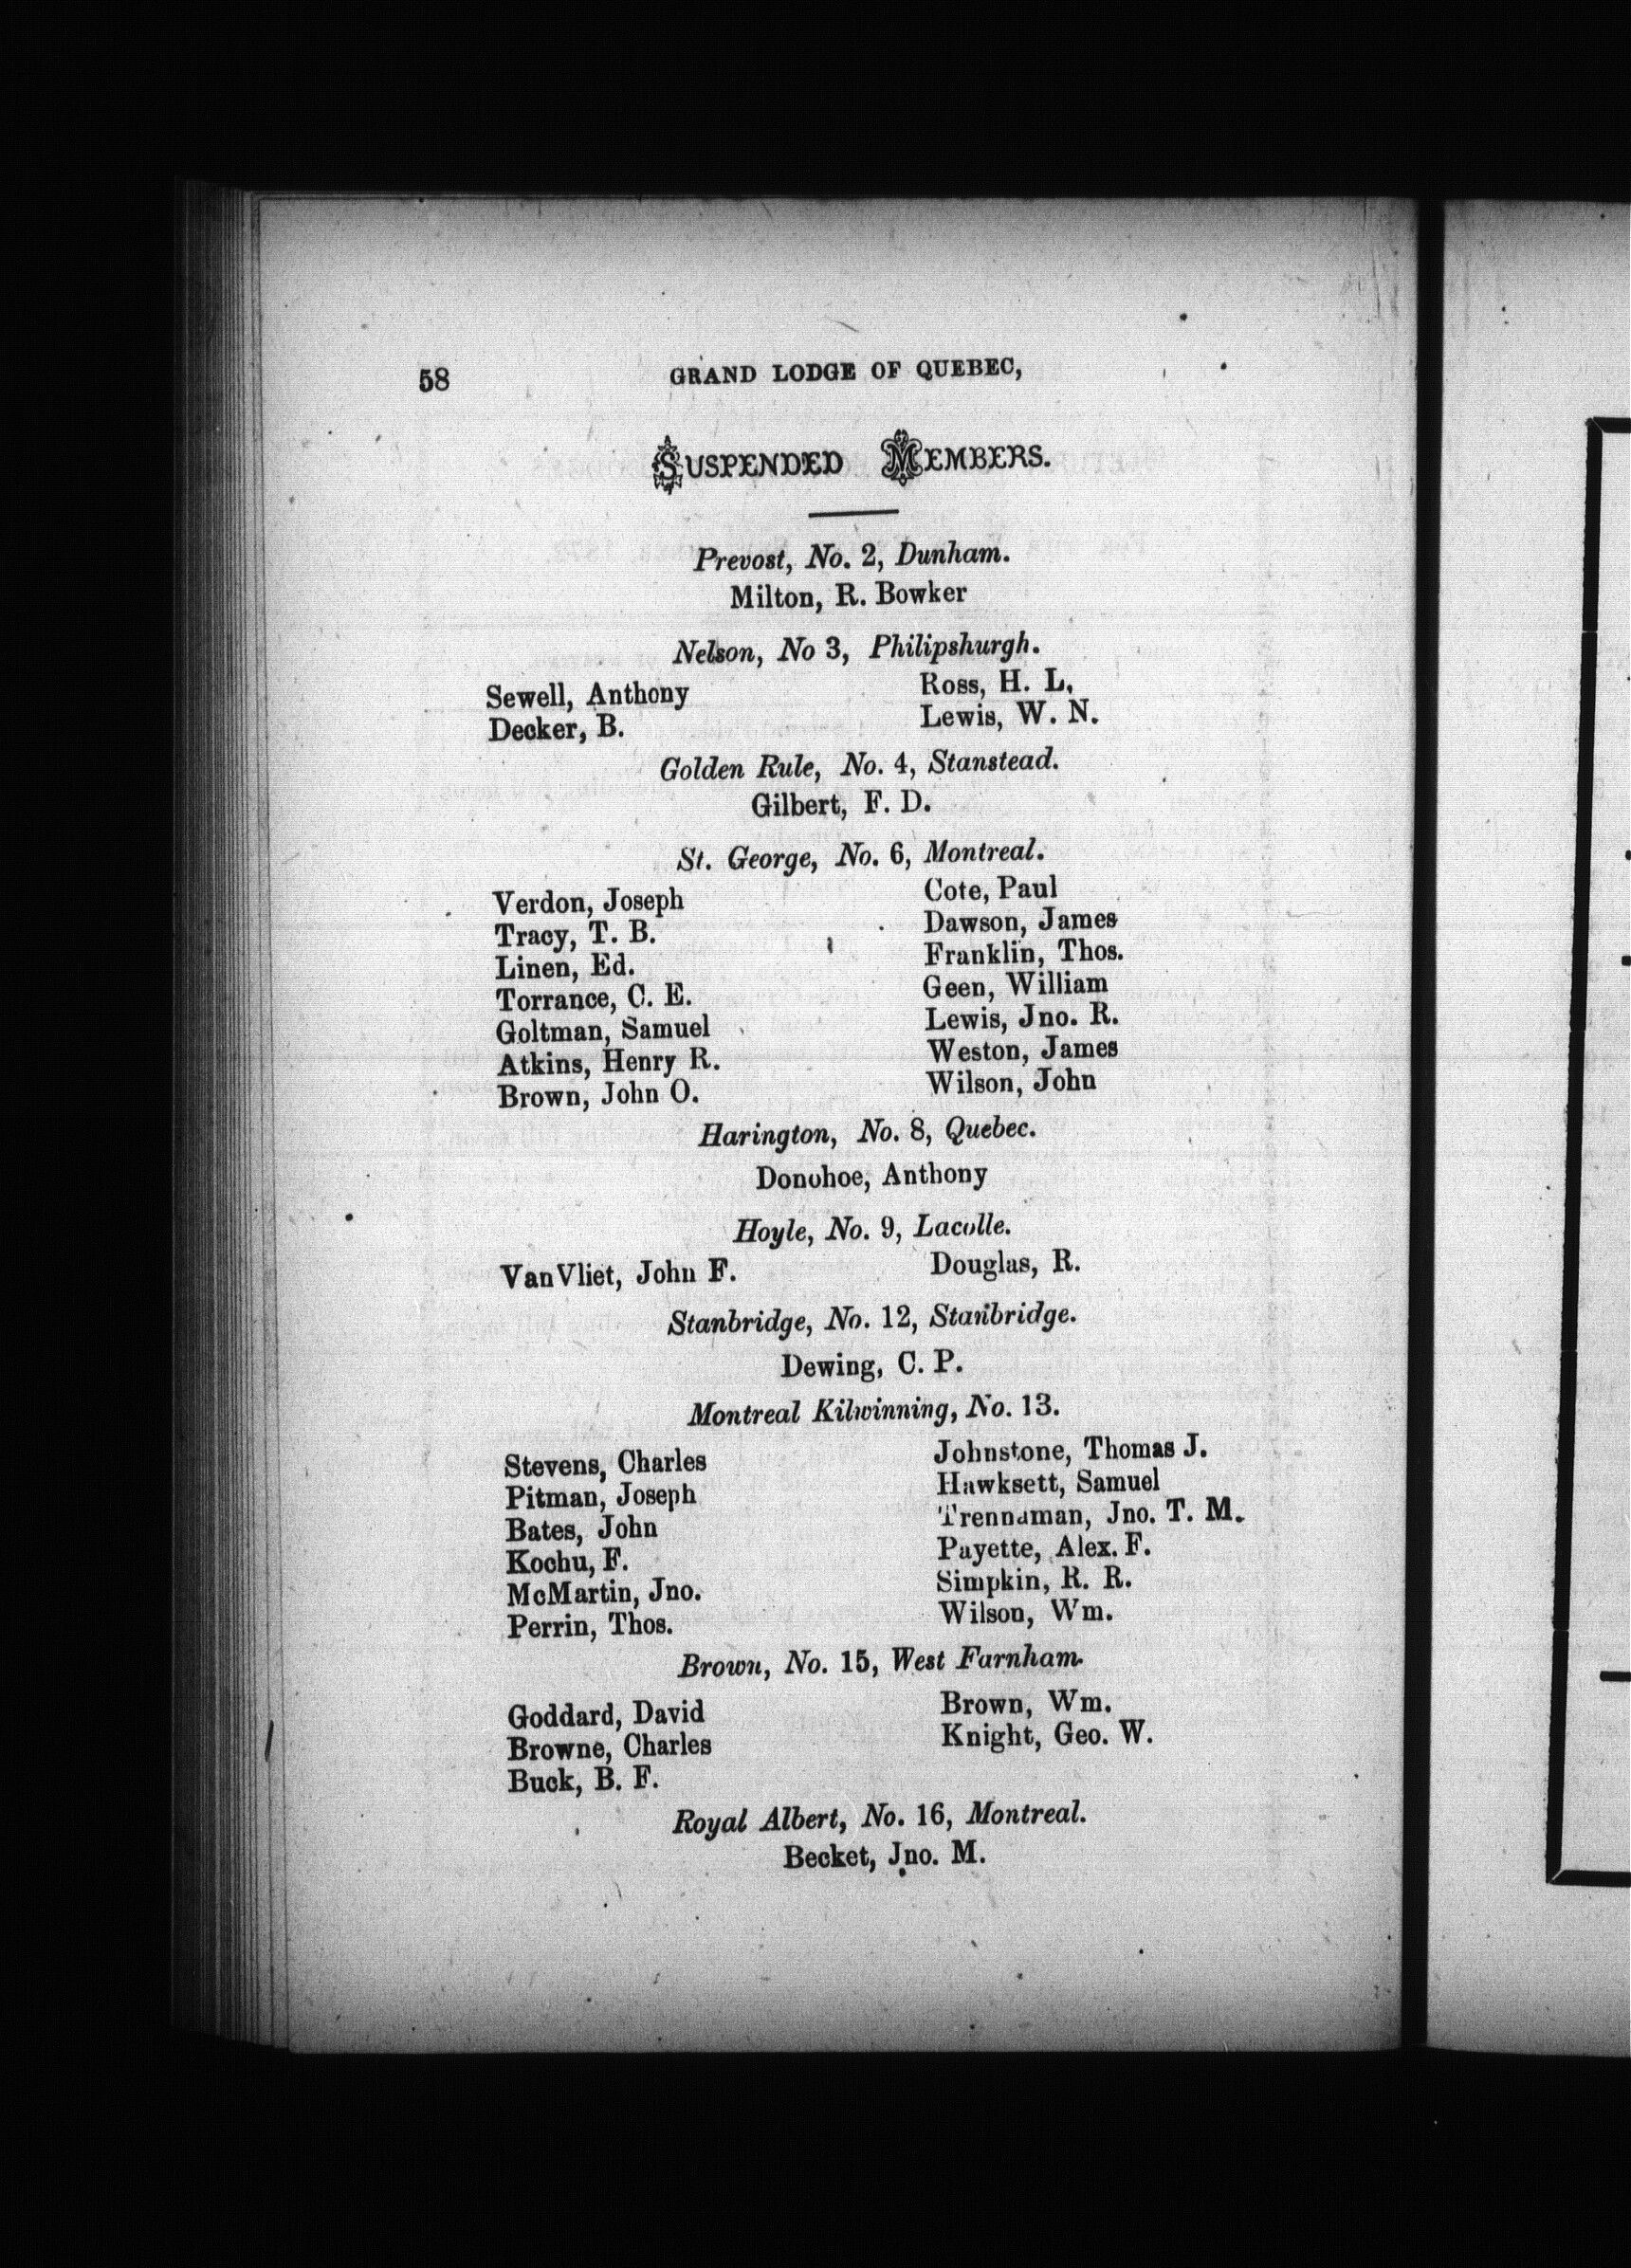 58
GRAND LODGE OF QUEBEC,
SUSPENDED MEMBERS.
Prevost, No. 2, Dunham.
Milton, R. Bowker
Nelson, No 3, Philipshurgh.
Sewell, Anthony
Decker, B.
Ross, H. L.
Lewis, W. N.
Golden Rule, No. 4, Stanstead.
Gilbert, F. D.
St. George, No. 6, Montreal.
Verdon, Joseph
Tracy, T. B.
Linen, Ed.
Torrance, C. E.
Goltman, Samuel
Atkins, Henry R.
Brown, John O.
Cote, Paul
Dawson, James
Franklin, Thos.
Geen, William
Lewis, Jno. R.
Weston, James
Wilson, John
Harington, No. 8, Quebec.
Donohoe, Anthony
Hoyle, No. 9, Lacolle.
VanVliet, John F.
Douglas, R.
Stanbridge, No. 12, Stanbridge.
Dewing, C. P.
Montreal Kilwinning, No. 13.
Stevens, Charles
Pitman, Joseph
Bates, John
Kochu, F.
McMartin, Jno.
Perrin, Thos.
Johnstone, Thomas J.
Hawksett, Samuel
Trennaman, Jno. T. M.
Payette, Alex. F.
Simpkin, R. R.
Wilson, Wm.
Brown, No. 15, West Farnham.
Goddard, David
Browne, Charles
Buck, B. F.
Brown, Wm.
Knight, Geo. W.
Royal Albert, No. 16, Montreal.
Becket, Jno. M.